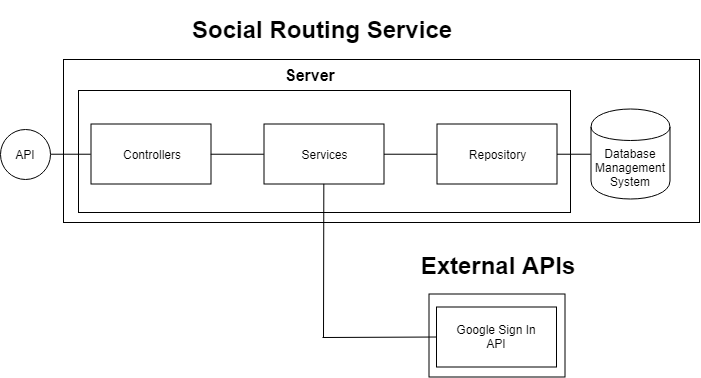 Social Routing Service
Server
API
Controllers
Services
Repository
Database
Management
System
External APIs
Google Sign In
API